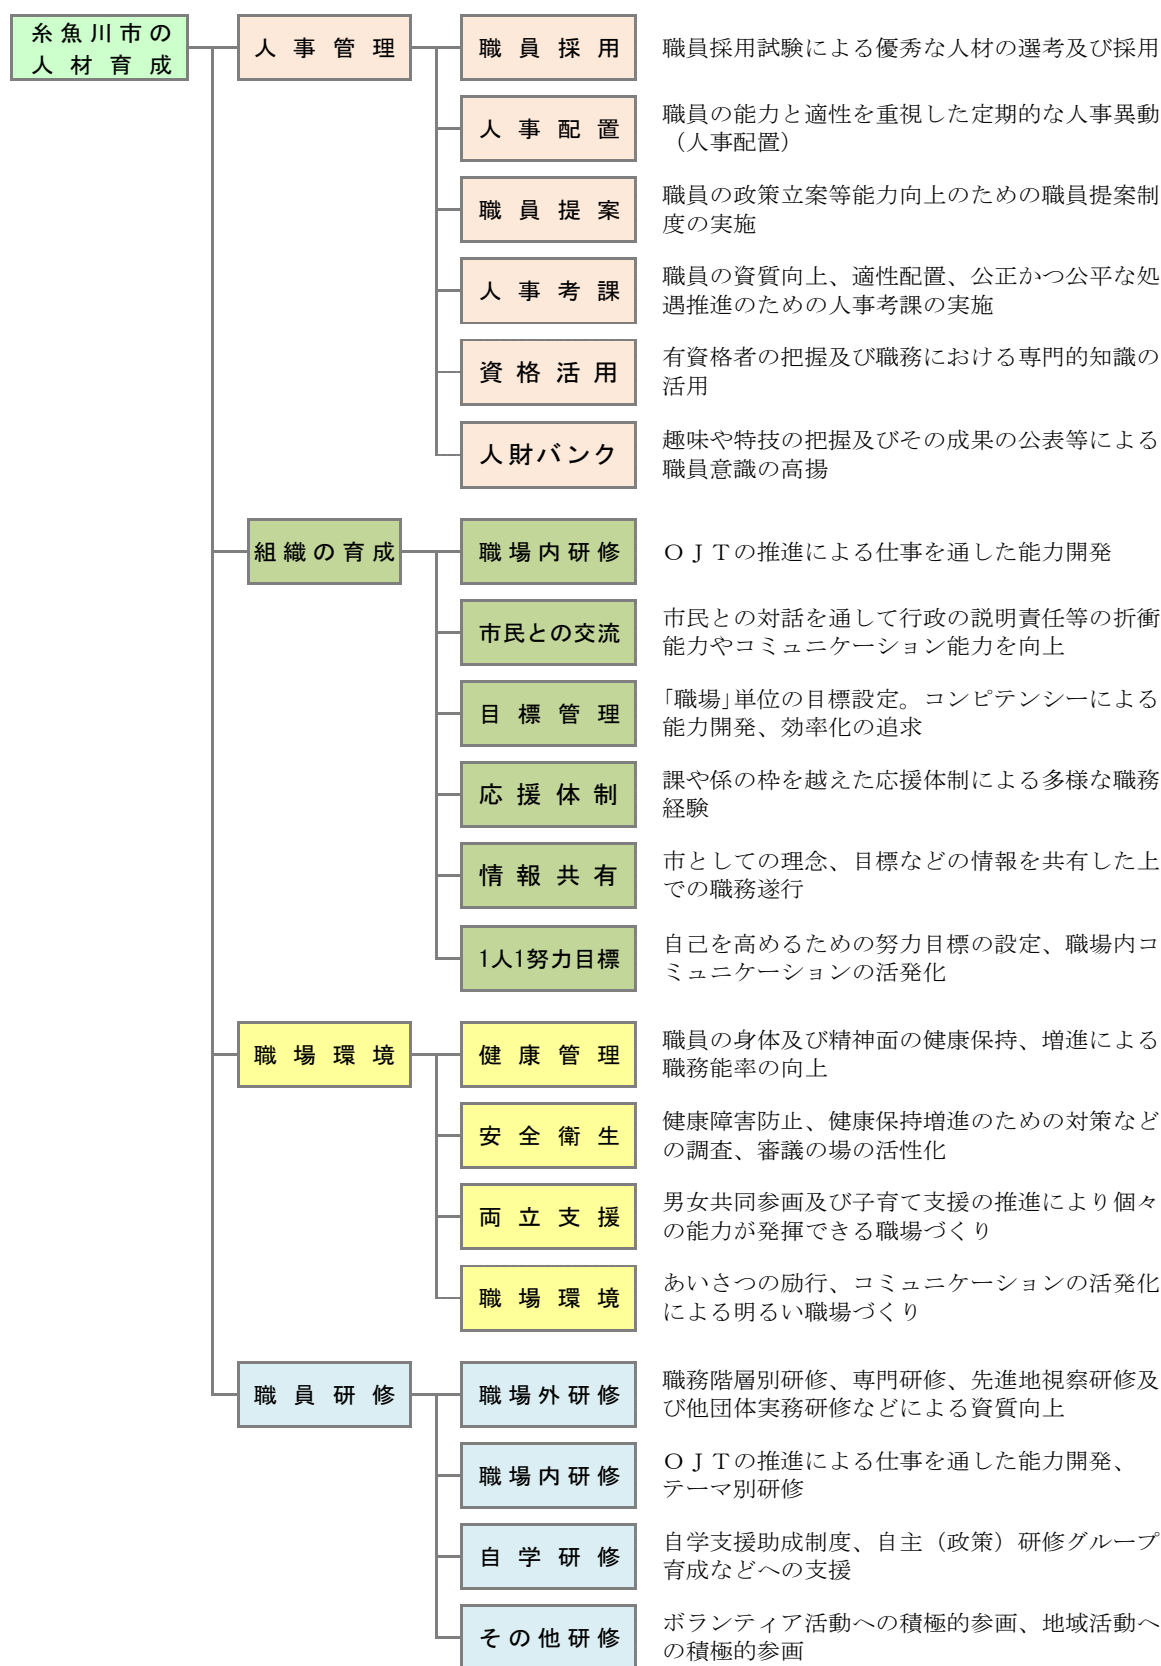 糸魚川市の
人材育成
人事管理
職員採用
職員採用試験による優秀な人材の選考及び採用
人事配置
職員の能力と適性を重視した定期的な人事異動
（人事配置）
職員提案
職員の政策立案等能力向上のための職員提案制
度の実施
人事考課
職員の資質向上、適性配置、公正かつ公平な処
遇推進のための人事考課の実施
資格活用
有資格者の把握及び職務における専門的知識の
活用
人財バンク
趣味や特技の把握及びその成果の公表等による
職員意識の高揚
組織の育成
職場内研修
ＯＪＴの推進による仕事を通した能力開発
市民との交流
市民との対話を通して行政の説明責任等の折衝
能力やコミュニケーション能力を向上
目標管理
「職場」単位の目標設定。コンピテンシーによる
能力開発、効率化の追求
応援体制
課や係の枠を越えた応援体制による多様な職務
経験
情報共有
市としての理念、目標などの情報を共有した上
での職務遂行
1人1努力目標
自己を高めるための努力目標の設定、職場内コ
ミュニケーションの活発化
職場環境
健康管理
職員の身体及び精神面の健康保持、増進による
職務能率の向上
安全衛生
健康障害防止、健康保持増進のための対策など
の調査、審議の場の活性化
両立支援
男女共同参画及び子育て支援の推進により個々
の能力が発揮できる職場づくり
職場環境
あいさつの励行、コミュニケーションの活発化
による明るい職場づくり
職員研修
職場外研修
職務階層別研修、専門研修、先進地視察研修及
び他団体実務研修などによる資質向上
職場内研修
ＯＪＴの推進による仕事を通した能力開発、
テーマ別研修
自学研修
自学支援助成制度、自主（政策）研修グループ
育成などへの支援
その他研修
ボランティア活動への積極的参画、地域活動へ
の積極的参画